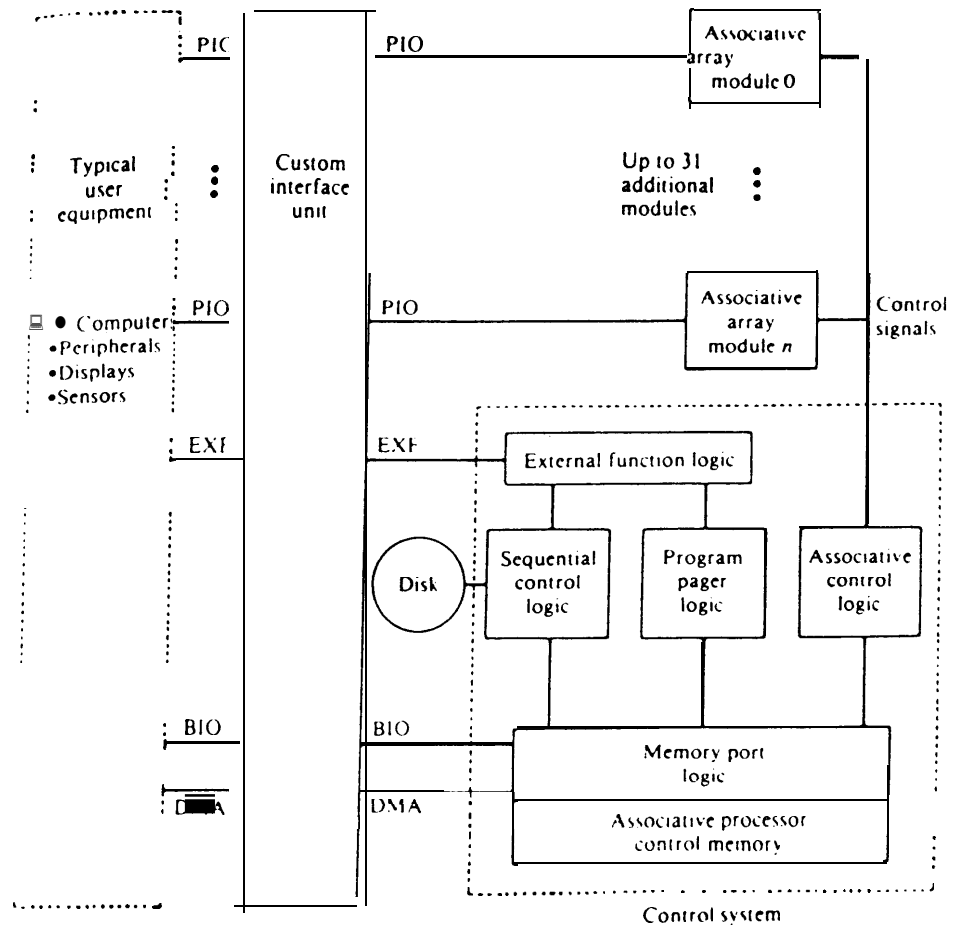 PIC
PIO
Associative
array
module 0
Typical
user
equipment
Custom
interface
unit
Up to 31
additional
modules
PIO
PIO
Associative
array
module n
Control
signals
● Computer
•Peripherals
•Displays
•Sensors
EXF
EXF
External function logic
Disk
Sequential
control
logic
Program
pager
logic
Associative
control
logic
BIO
BIO
Memory port
logic
DMA
Associative processor
control memory
Control system